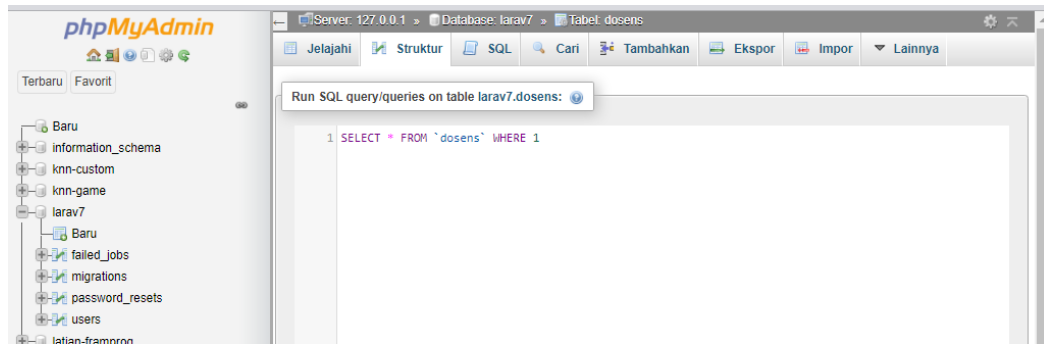 phpMyAdmin
Terbaru Favorit
Baru
information_schema
knn-custom
knn-game
larav7
Baru
failed_jobs
migrations
password_resets
users
latian-framprog
Server: 127.0.0.1 » Database: larav7 » Tabel: dosens
Jelajahi Struktur SQL Cari Tambahkan Ekspor Impor Lainnya
Run SQL query/queries on table larav7.dosens:
1 SELECT * FROM `dosens` WHERE 1